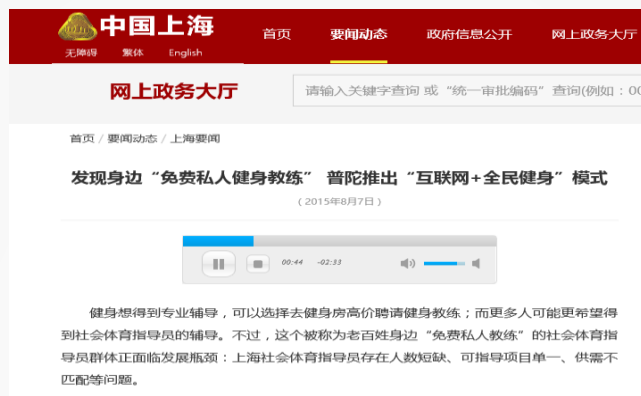 中国上海
无障碍 繁体 English
首页 要闻动态 政府信息公开 网上政务大厅
网上政务大厅
请输入关键字查询 或 “统一审批编码” 查询(例如：00
首页 / 要闻动态 / 上海要闻
发现身边“免费私人健身教练” 普陀推出“互联网+全民健身”模式
（2015年8月7日）
00:44 -02:33
健身想得到专业辅导，可以选择去健身房高价聘请健身教练；而更多人可能更希望得
到社会体育指导员的辅导。不过，这个被称为老百姓身边“免费私人教练”的社会体育指
导员群体正面临发展瓶颈：上海社会体育指导员存在人数短缺、可指导项目单一、供需不
匹配等问题。